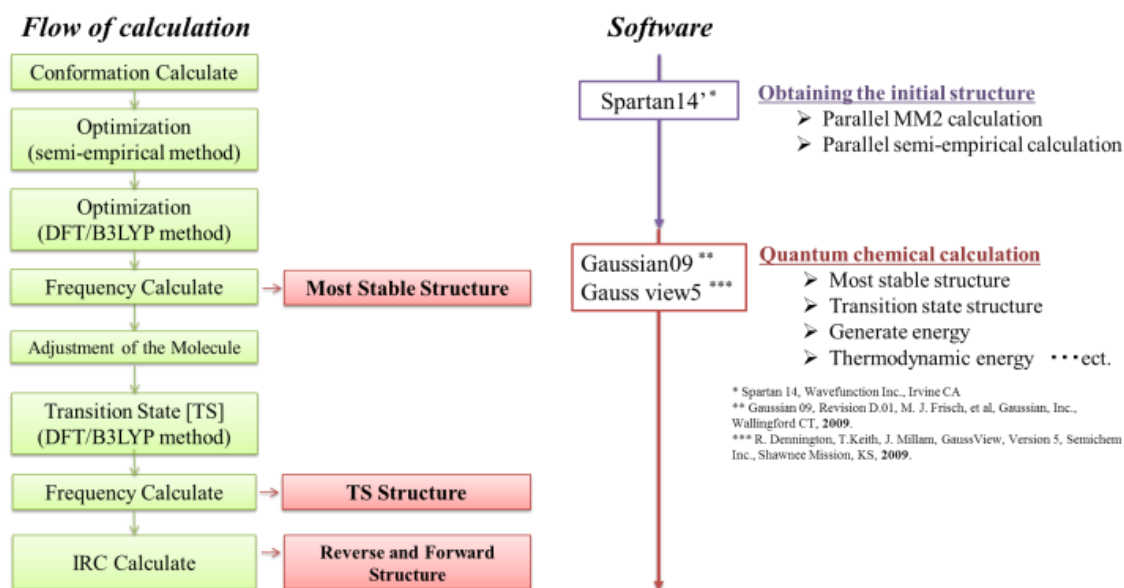 Flow of calculation
Conformation Calculate
Optimization
(semi-empirical method)
Optimization
(DFT/B3LYP method)
Frequency Calculate
Most Stable Structure
Adjustment of the Molecule
Transition State [TS]
(DFT/B3LYP method)
Frequency Calculate
TS Structure
IRC Calculate
Reverse and Forward
Structure
Software
Spartan14’*
Obtaining the initial structure
➢ Parallel MM2 calculation
➢ Parallel semi-empirical calculation
Gaussian09 **
Gauss view5 ***
Quantum chemical calculation
➢ Most stable structure
➢ Transition state structure
➢ Generate energy
➢ Thermodynamic energy ・・・ect.
* Spartan 14, Wavefunction Inc., Irvine CA
** Gaussian 09, Revision D.01, M. J. Frisch, et al, Gaussian, Inc.,
Wallingford CT, 2009.
*** R. Dennington, T.Keith, J. Millam, GaussView, Version 5, Semichem
Inc., Shawnee Mission, KS, 2009.